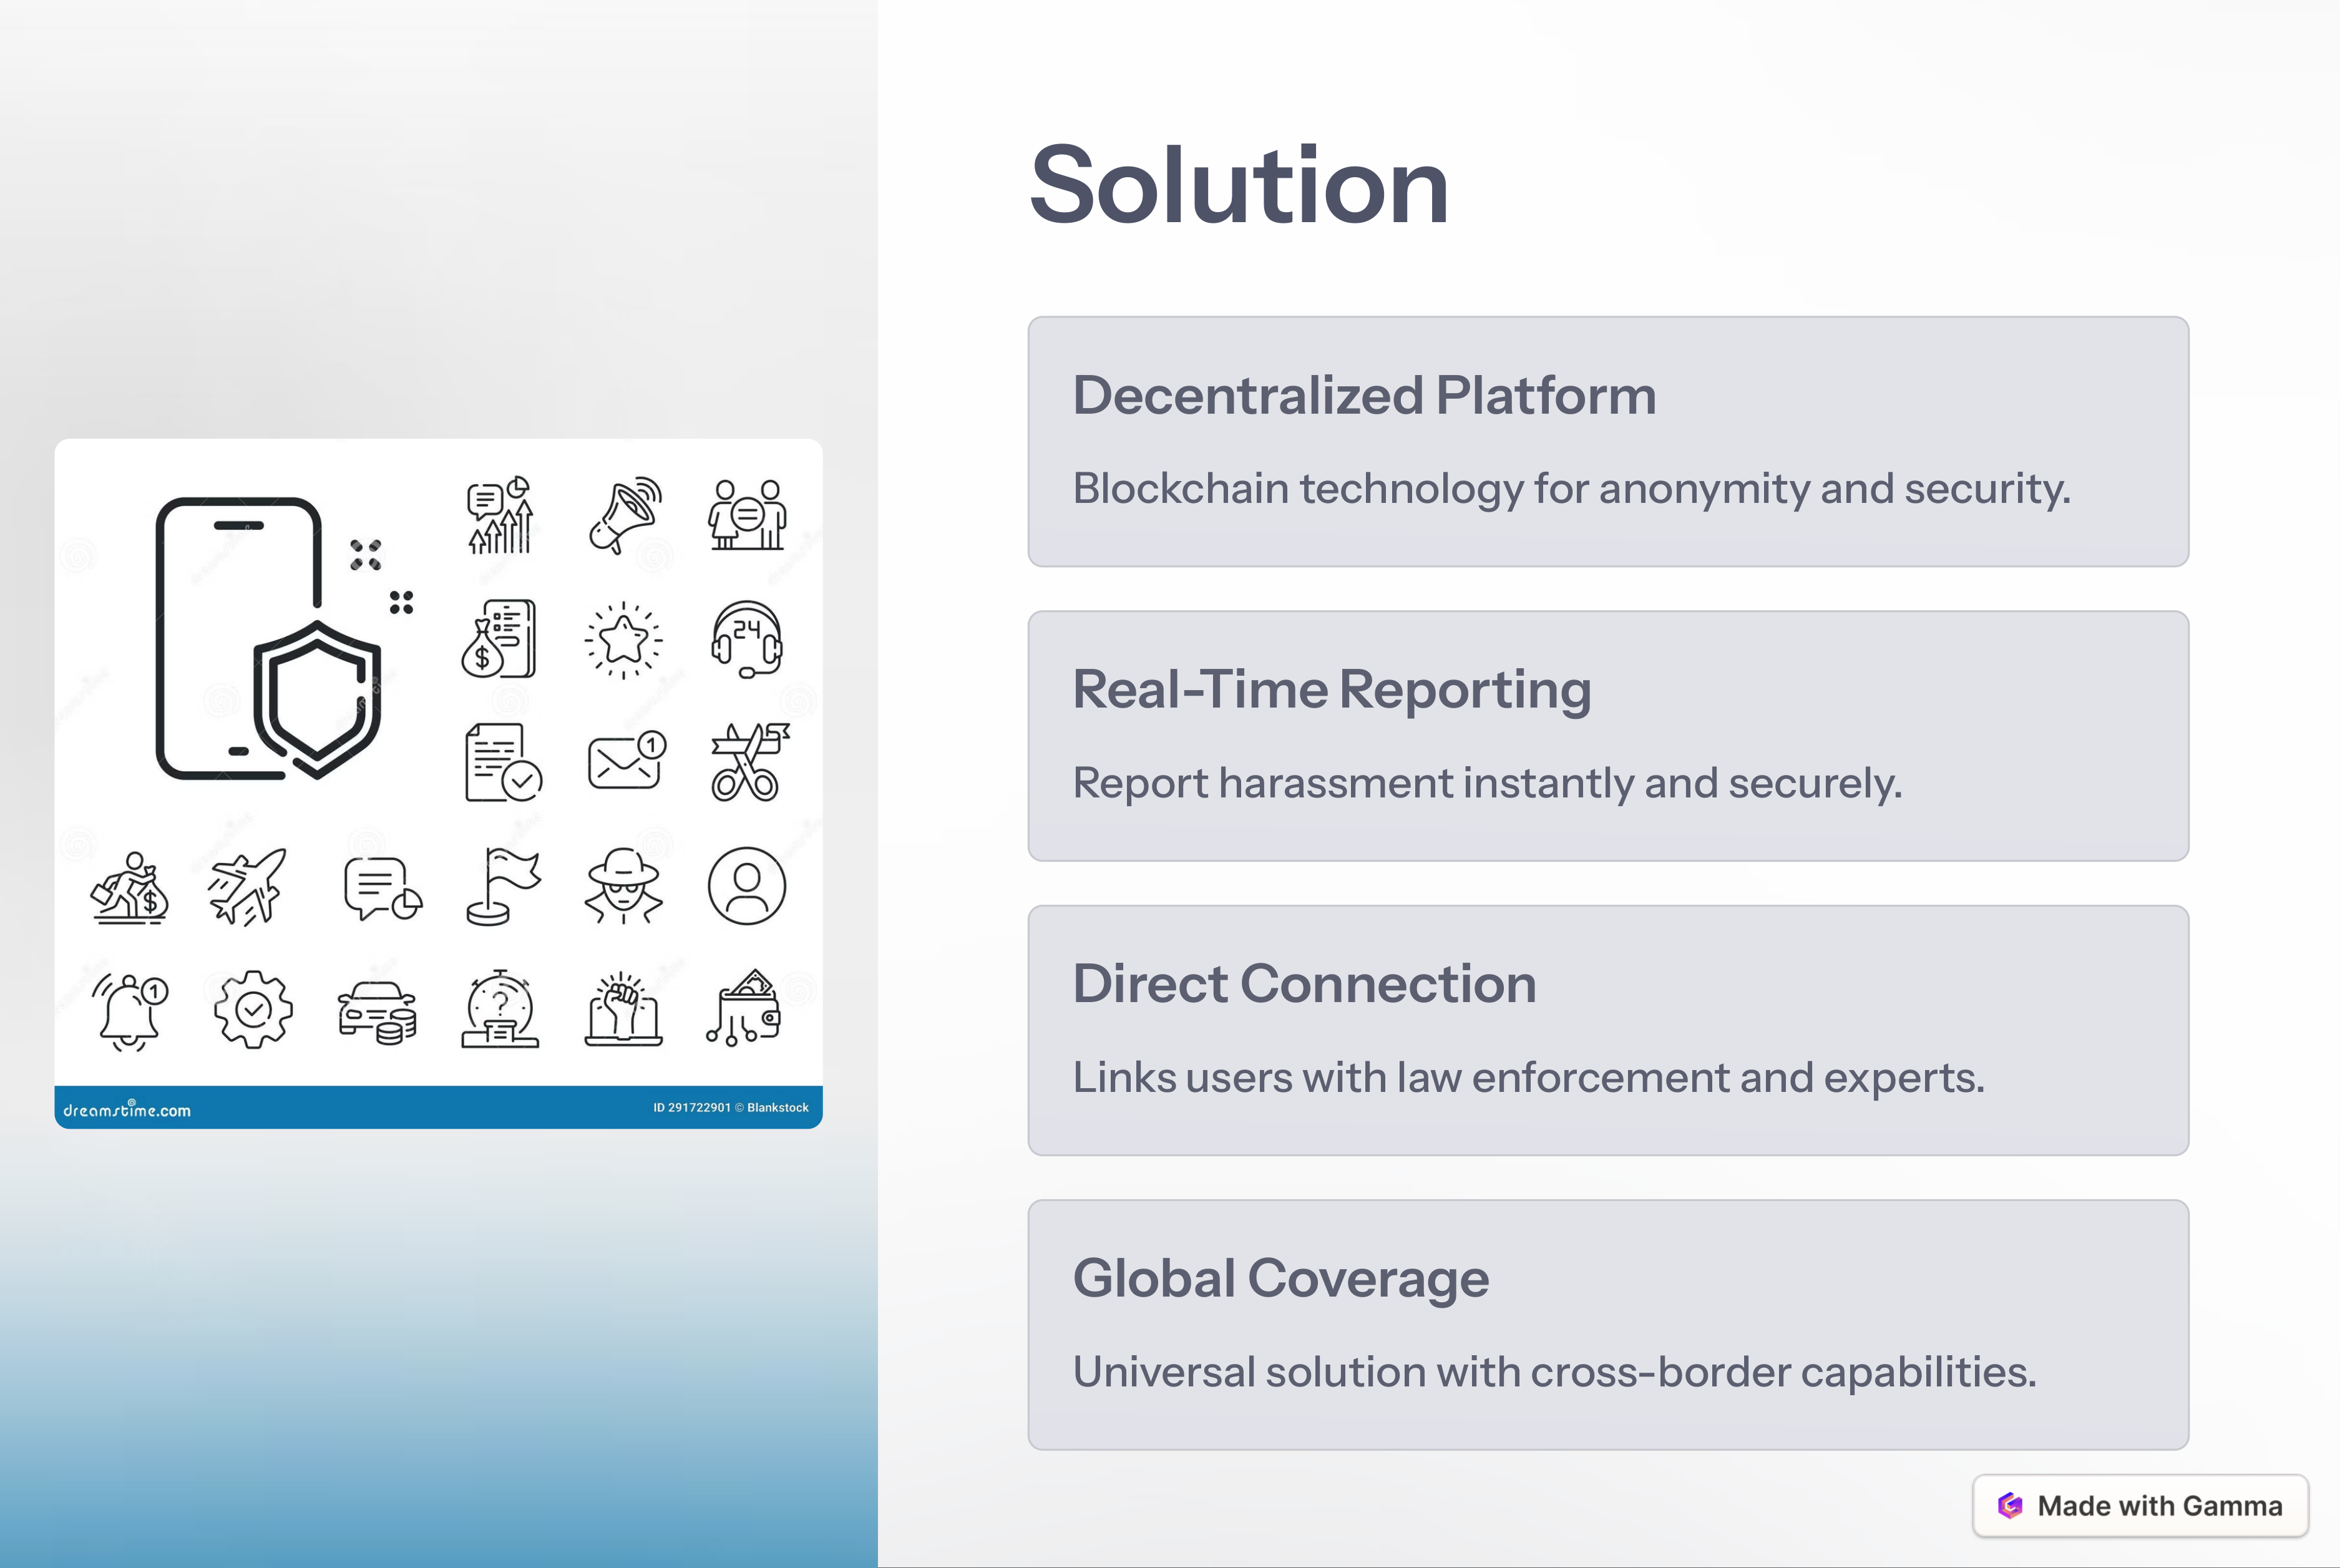 Solution
Decentralized Platform
Blockchain technology for anonymity and security.
Real-Time Reporting
Report harassment instantly and securely.
Direct Connection
Links users with law enforcement and experts.
Global Coverage
Universal solution with cross-border capabilities.
24
1
$
$
1
?
dreamstime.com
ID 291722901 © Blankstock
Made with Gamma